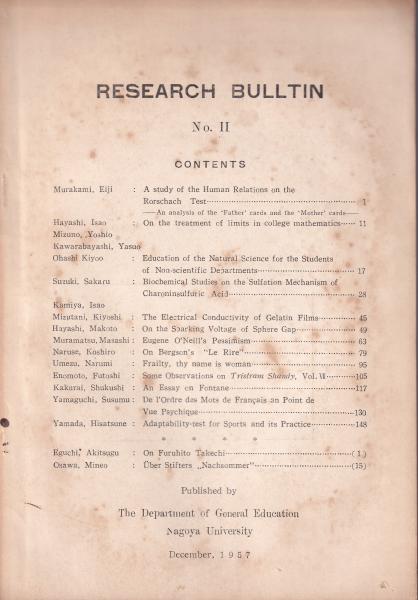 RESEARCH BULLTIN
No. II
CONTENTS
Murakami, Eiji : A study of the Human Relations on the
Rorschach Test 1
——An analysis of the 'Father' cards and the 'Mother' cards——
Hayashi, Isao : On the treatment of limits in college mathematics 11
Mizuno, Yoshio
Kawarabayashi, Yasuo
Ohashi Kiyoo : Education of the Natural Science for the Students
of Non-scientific Departments 17
Suzuki, Sakaru : Biochemical Studies on the Sulfation Mechanism of
Charoninsulfuric Acid 28
Kamiya, Isao
Mizutani, Kiyoshi : The Electrical Conductivity of Gelatin Films 45
Hayashi, Makoto : On the Sparking Voltage of Sphere Gap 49
Muramatsu, Masashi : Eugene O'Neill's Pessimism 63
Naruse, Koshiro : On Bergson's "Le Rire" 79
Umezu, Narumi : Frailty, thy name is woman 95
Enomoto, Futoshi : Some Observations on Tristram Shandy, Vol. VII 105
Kakurai, Shukushi : An Essay on Fontane 117
Yamaguchi, Susumu : De l'Ordre des Mots de Français an Point de
Vue Psychique 130
Yamada, Hisatsune : Adaptability-test for Sports and its Practice 148
* * * *
Eguchi, Akitsugu : On Furuhito Takechi (1)
Osawa, Mineo : Über Stifters „Nachsommer" (15)
Published by
The Department of General Education
Nagoya University
December, 1957